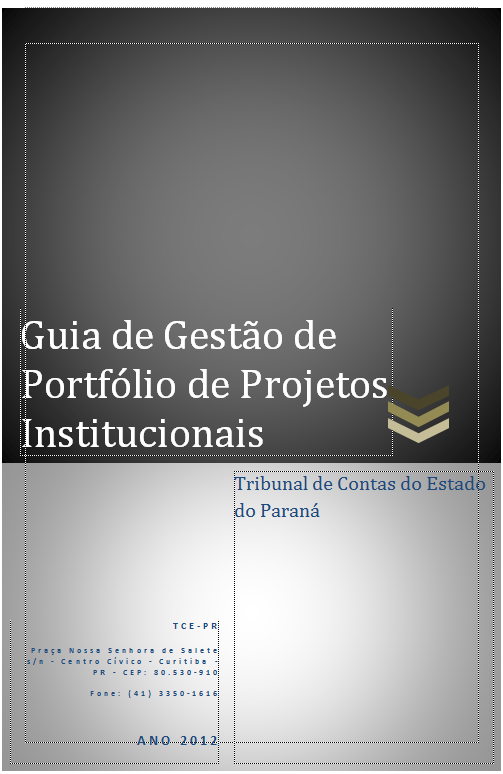 Guia de Gestão de
Portfólio de Projetos
Institucionais
Tribunal de Contas do Estado
do Paraná
TCE-PR
Praça Nossa Senhora de Salete
s/n - Centro Cívico - Curitiba -
PR - CEP: 80.530-910
Fone: (41) 3350-1616
ANO 2012